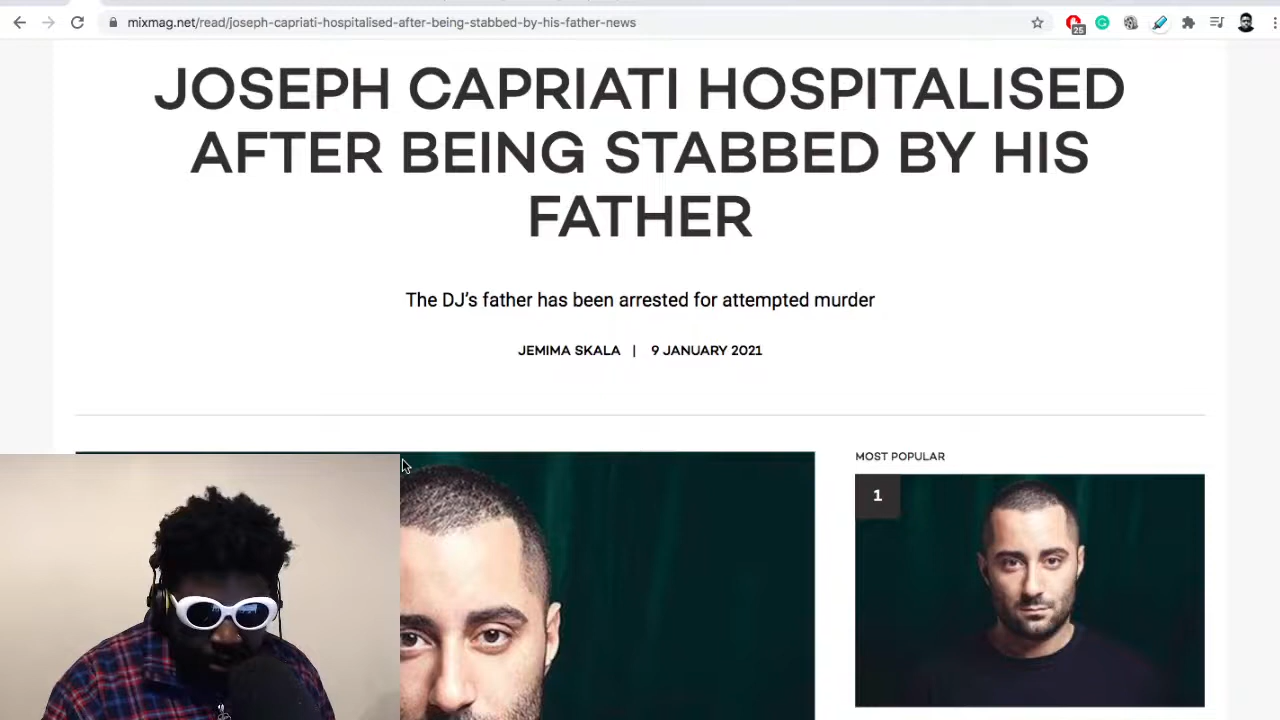 mixmag.net/read/joseph-capriati-hospitalised-after-being-stabbed-by-his-father-news
25
JOSEPH CAPRIATI HOSPITALISED
AFTER BEING STABBED BY HIS
FATHER
The DJ's father has been arrested for attempted murder
JEMIMA SKALA | 9 JANUARY 2021
MOST POPULAR
1